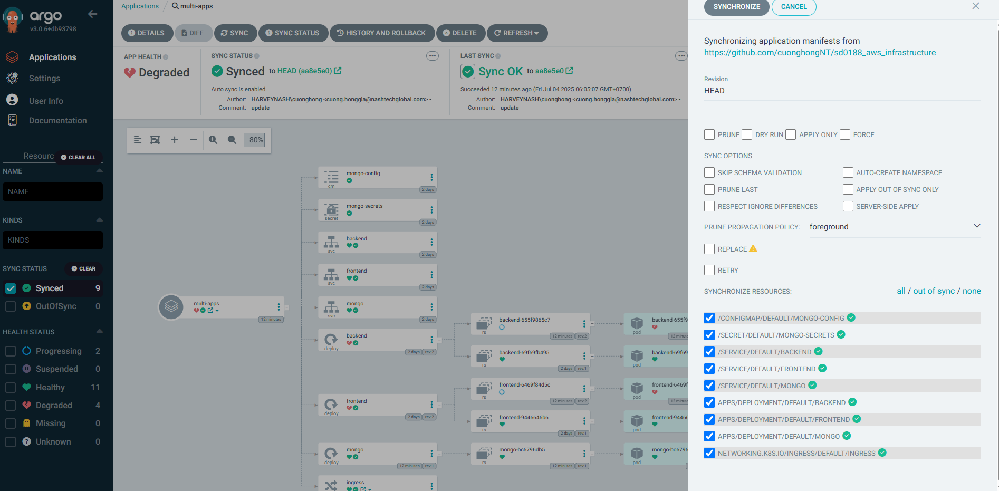 argo
v3.0.6+db93798
Applications
Settings
User Info
Documentation
Resourc
CLEAR ALL
NAME
NAME
KINDS
KINDS
SYNC STATUS
CLEAR
Synced 9
OutOfSync 0
HEALTH STATUS
Progressing 2
Suspended 0
Healthy 11
Degraded 4
Missing 0
Unknown 0
Applications / multi-apps
DETAILS DIFF SYNC SYNC STATUS HISTORY AND ROLLBACK DELETE REFRESH
APP HEALTH
Degraded
SYNC STATUS
Synced to HEAD (aa8e5e0)
Auto sync is enabled.
Author: HARVEYNASH\cuonghong <cuong.honggia@nashtechglobal.com> -
Comment: update
LAST SYNC
Sync OK to aa8e5e0
Succeeded 12 minutes ago (Fri Jul 04 2025 06:05:07 GMT+0700)
Author: HARVEYNASH\cuonghong <cuong.honggia@nashtechglobal.com> -
Comment: update
80%
multi-apps
12 minutes
mongo-config
cm
2 days
mongo-secrets
secret
2 days
backend
svc
2 days
frontend
svc
2 days
mongo
svc
2 days
backend
deploy
2 days rev:2
frontend
deploy
2 days rev:2
mongo
deploy
12 minutes rev:1
ingress
backend-655f9865c7
rs
12 minutes rev:2
backend-69f69fb495
rs
2 days rev:1
frontend-6469f84d5c
rs
12 minutes rev:2
frontend-9446646b6
rs
2 days rev:1
mongo-bc6796db5
rs
12 minutes rev:1
backend-655f9
pod
12 minute
backend-69f69
pod
frontend-6469f
pod
12 minute
frontend-94466
pod
mongo-bc6796
pod
SYNCHRONIZE CANCEL
Synchronizing application manifests from
https://github.com/cuonghongNT/sd0188_aws_infrastructure
Revision
HEAD
PRUNE DRY RUN APPLY ONLY FORCE
SYNC OPTIONS
SKIP SCHEMA VALIDATION AUTO-CREATE NAMESPACE
PRUNE LAST APPLY OUT OF SYNC ONLY
RESPECT IGNORE DIFFERENCES SERVER-SIDE APPLY
PRUNE PROPAGATION POLICY: foreground
REPLACE
RETRY
SYNCHRONIZE RESOURCES: all / out of sync / none
/CONFIGMAP/DEFAULT/MONGO-CONFIG
/SECRET/DEFAULT/MONGO-SECRETS
/SERVICE/DEFAULT/BACKEND
/SERVICE/DEFAULT/FRONTEND
/SERVICE/DEFAULT/MONGO
APPS/DEPLOYMENT/DEFAULT/BACKEND
APPS/DEPLOYMENT/DEFAULT/FRONTEND
APPS/DEPLOYMENT/DEFAULT/MONGO
NETWORKING.K8S.IO/INGRESS/DEFAULT/INGRESS